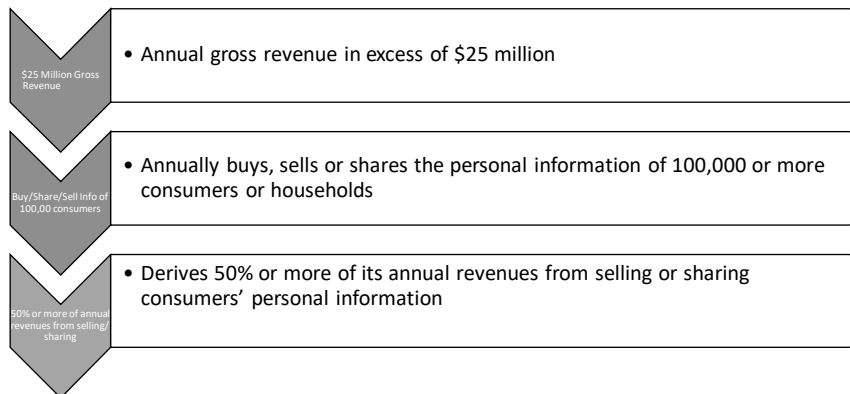 $25 Million Gross
Revenue
• Annual gross revenue in excess of $25 million
Buy/Share/Sell Info of
100,00 consumers
• Annually buys, sells or shares the personal information of 100,000 or more
consumers or households
50% or more of annual
revenues from selling/
sharing
• Derives 50% or more of its annual revenues from selling or sharing
consumers’ personal information